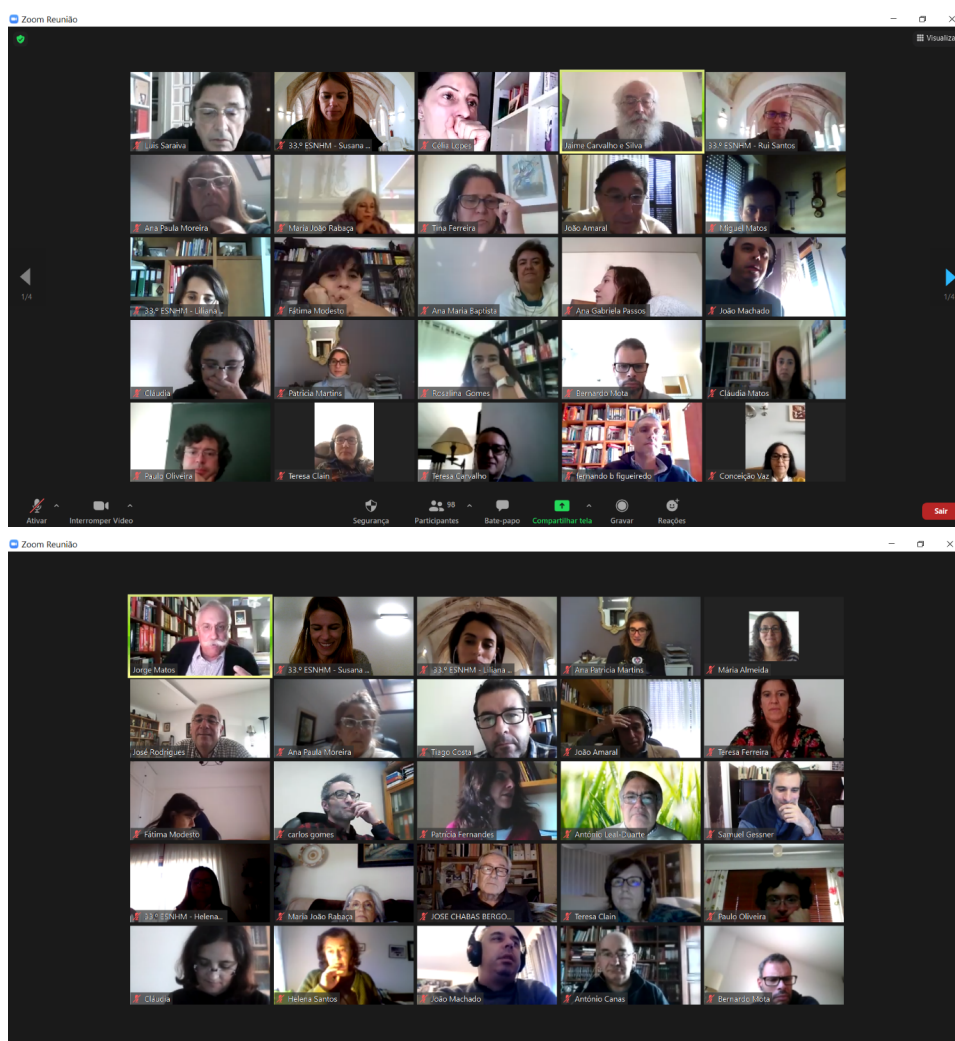 Zoom Reunião
Visualiza
Luis Saraiva
33.º ESNHM - Susana ...
Célia Lopes
Jaime Carvalho e Silva
33.º ESNHM - Rui Santos
Ana Paula Moreira
Maria João Rabaça
Tina Ferreira
João Amaral
Miguel Matos
33.º ESNHM - Liliana ...
Fátima Modesto
Ana Maria Baptista
Ana Gabriela Passos
João Machado
1/4
1/4
Cláudia
Patrícia Martins
Rosalina Gomes
Bernardo Mota
Cláudia Matos
Paulo Oliveira
Teresa Clain
Teresa Carvalho
fernando b figueiredo
Conceição Vaz
98
Ativar
Interromper Vídeo
Segurança
Participantes
Bate-papo
Compartilhar tela
Gravar
Reações
Sair
Zoom Reunião
Jorge Matos
33.º ESNHM - Susana ...
33.º ESNHM - Liliana ...
Ana Patricia Martins
Mária Almeida
José Rodrigues
Ana Paula Moreira
Tiago Costa
João Amaral
Teresa Ferreira
Fátima Modesto
carlos gomes
Patrícia Fernandes
António Leal-Duarte
Samuel Gessner
33.º ESNHM - Helena...
Maria João Rabaça
JOSE CHABAS BERGO...
Teresa Clain
Paulo Oliveira
Cláudia
Helena Santos
João Machado
António Canas
Bernardo Mota